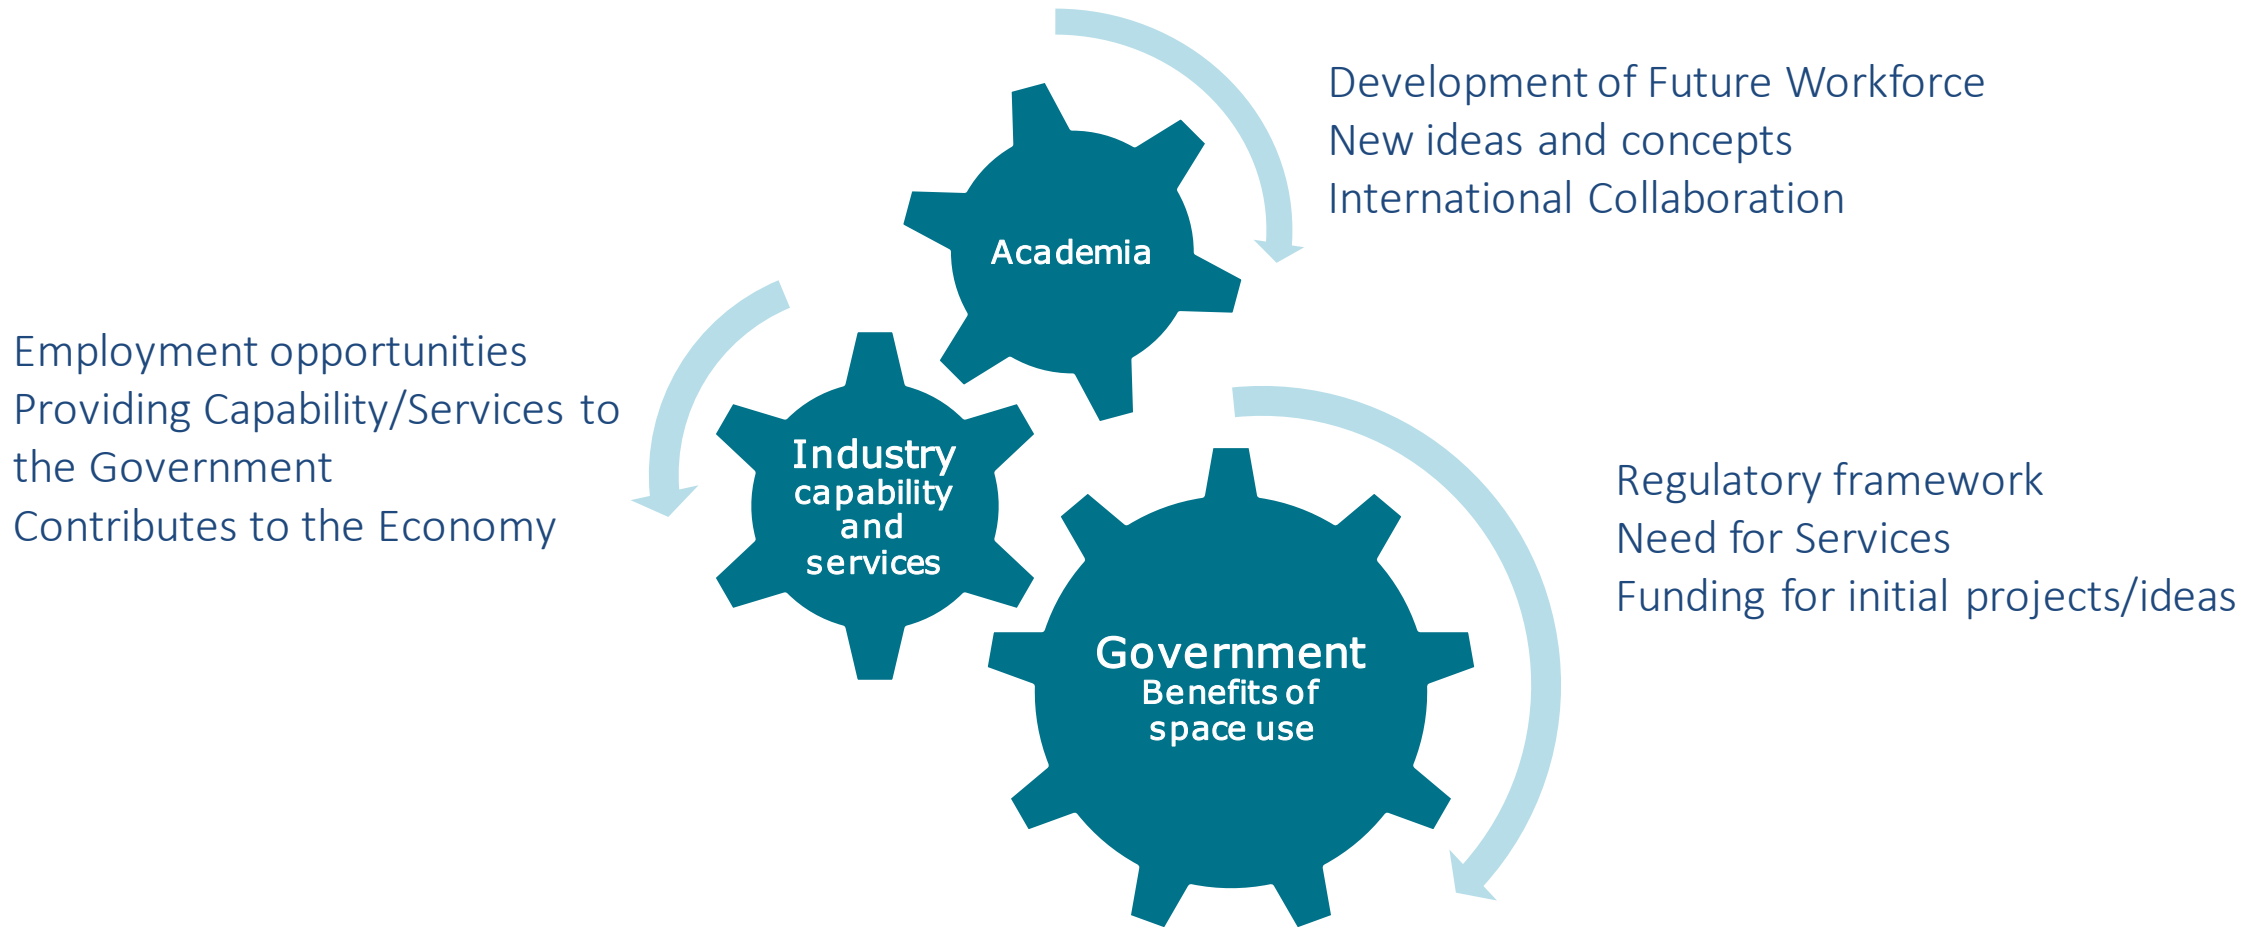 Development of Future Workforce
New ideas and concepts
International Collaboration
Academia
Employment opportunities
Providing Capability/Services to
the Government
Contributes to the Economy
Industry
capability
and
services
Regulatory framework
Need for Services
Funding for initial projects/ideas
Government
Benefits of
space use